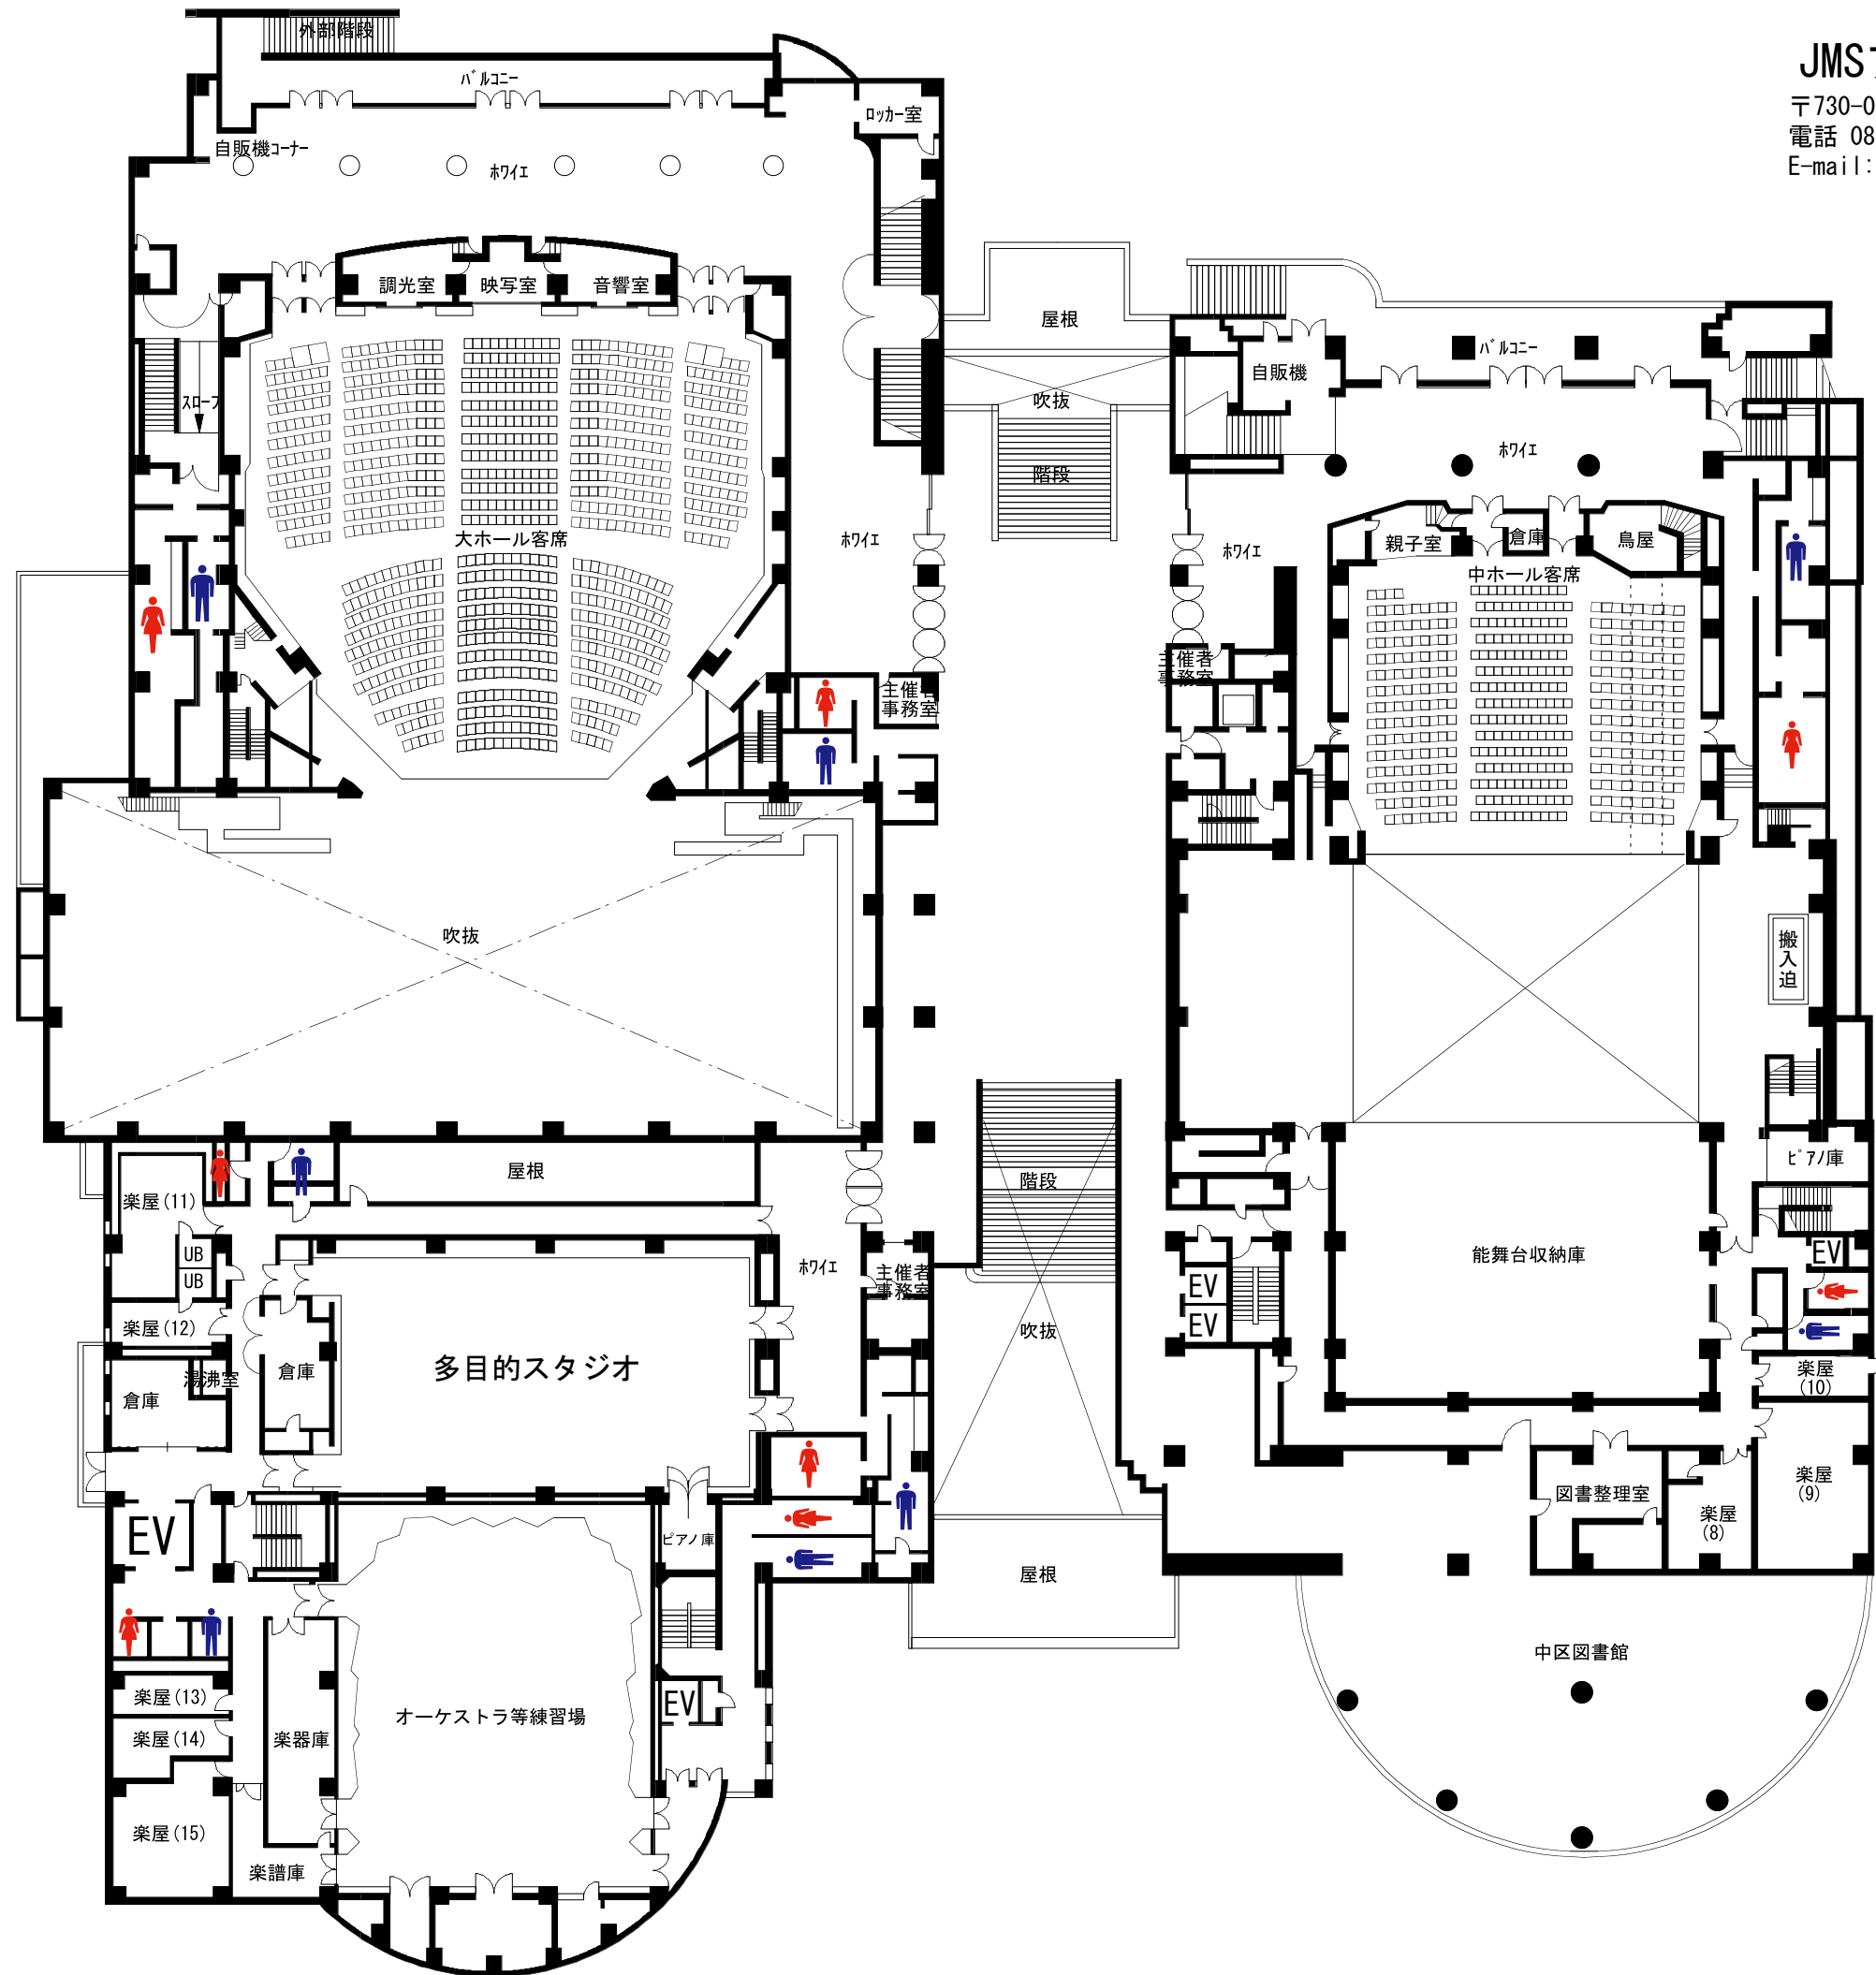 外部階段
バルコニー
JMS
〒730-0
電話 08
E-mail:
ロッカー室
自販機コーナー
ホワイエ
調光室
映写室
音響室
屋根
バルコニー
自販機
スロープ
吹抜
ホワイエ
階段
大ホール客席
ホワイエ
ホワイエ
親子室
倉庫
鳥屋
中ホール客席
主催者
事務室
主催者
事務室
吹抜
搬
入
迫
屋根
階段
ピアノ庫
楽屋(11)
UB
UB
ホワイエ
主催者
事務室
能舞台収納庫
EV
EV
EV
楽屋(12)
吹抜
多目的スタジオ
湯沸室
倉庫
倉庫
楽屋
(10)
楽屋
(9)
図書整理室
楽屋
(8)
EV
ピアノ庫
屋根
中区図書館
楽屋(13)
EV
オーケストラ等練習場
楽屋(14)
楽器庫
楽屋(15)
楽譜庫